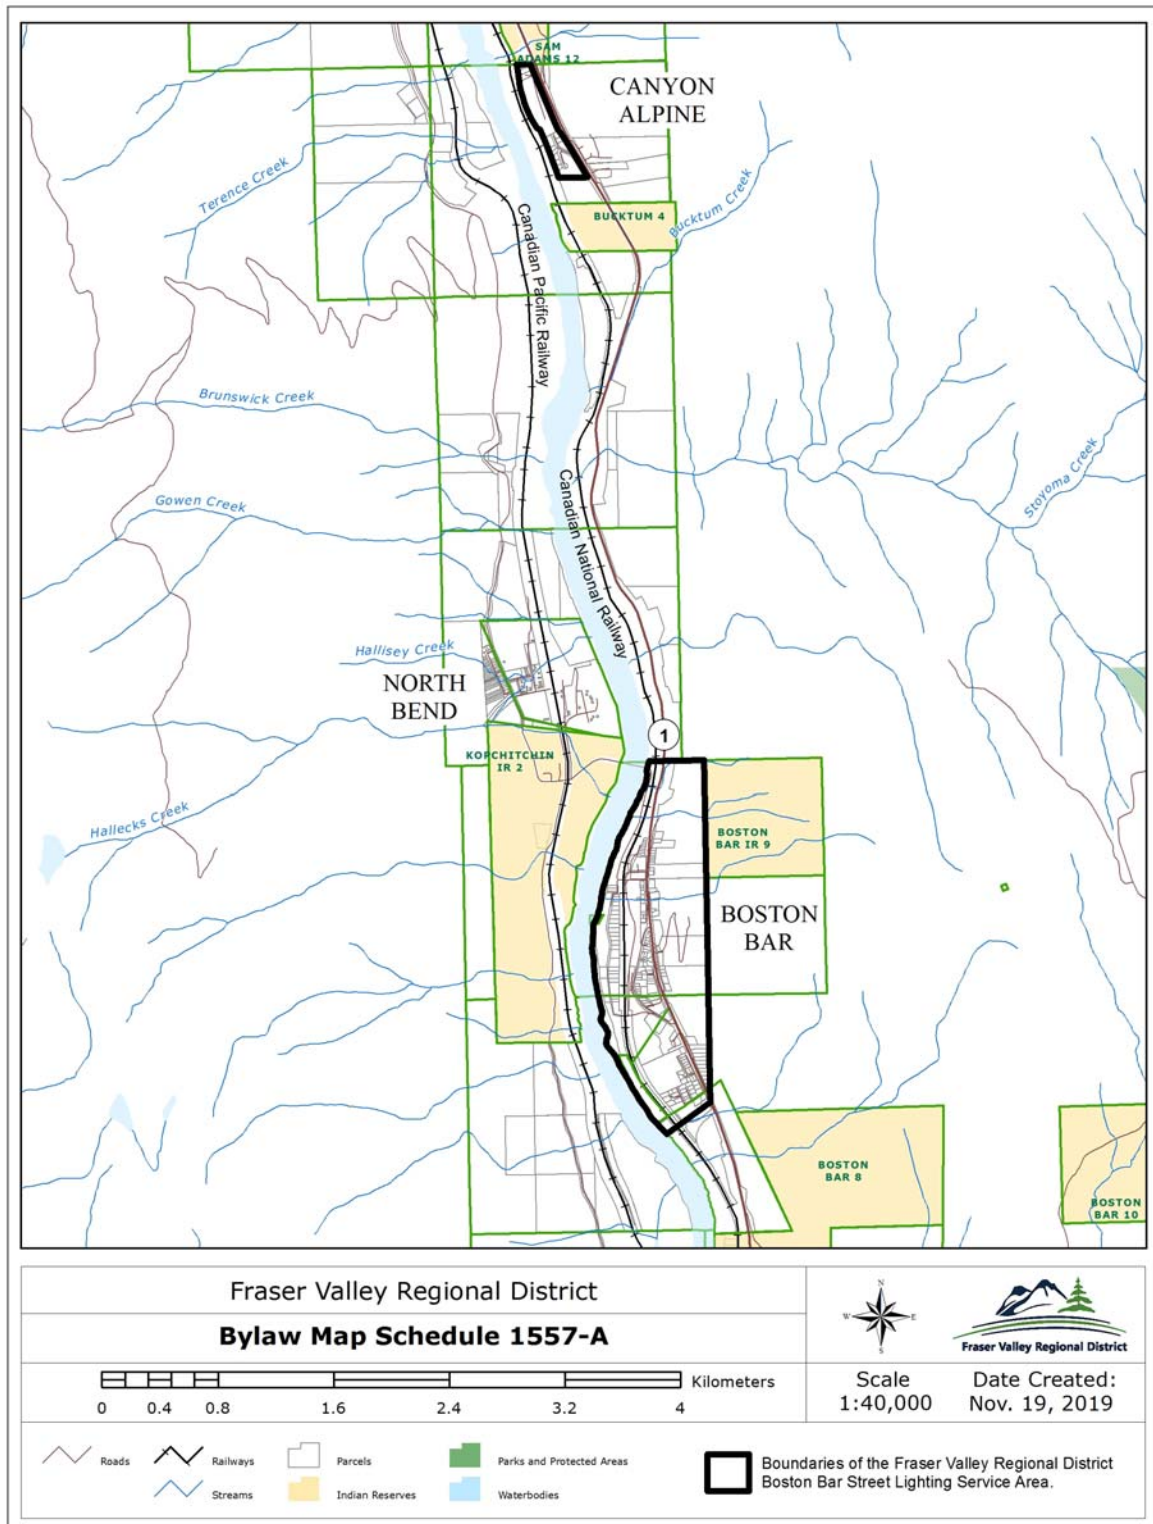 SAM
ADAMS 12
CANYON
ALPINE
Terence Creek
BUCKTUM 4
Bucktum Creek
Canadian Pacific Railway
Brunswick Creek
Stoyoma Creek
Gowen Creek
Canadian National Railway
Hallisey Creek
NORTH
BEND
1
KOPCHITCHIN
IR 2
Hallecks Creek
BOSTON
BAR IR 9
BOSTON
BAR
BOSTON
BAR 8
BOSTON
BAR 10
Fraser Valley Regional District
Bylaw Map Schedule 1557-A
Kilometers
0 0.4 0.8 1.6 2.4 3.2 4
N
W E
S
Fraser Valley Regional District
Scale
1:40,000
Date Created:
Nov. 19, 2019
Roads
Railways
Parcels
Parks and Protected Areas
Streams
Indian Reserves
Waterbodies
Boundaries of the Fraser Valley Regional District
Boston Bar Street Lighting Service Area.